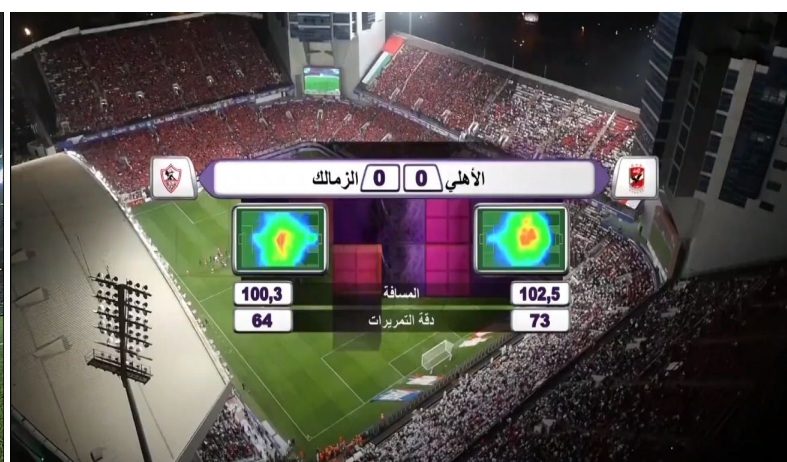 الأهلي 0 0 الزمالك
102,5 المسافة 100,3
73 دقة التمريرات 64